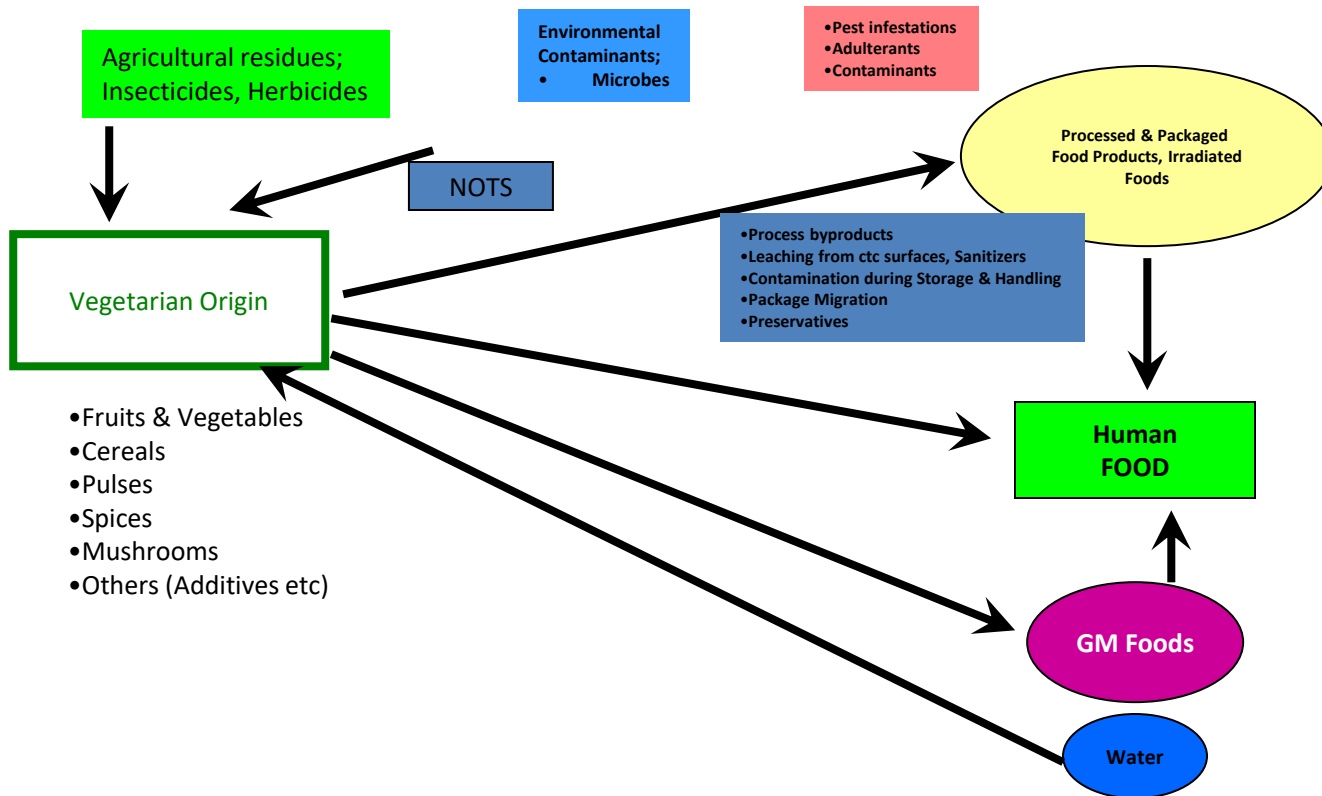 Agricultural residues;
Insecticides, Herbicides
Environmental
Contaminants;
• Microbes
•Pest infestations
•Adulterants
•Contaminants
Processed & Packaged
Food Products, Irradiated
Foods
NOTS
•Process byproducts
•Leaching from ctc surfaces, Sanitizers
•Contamination during Storage & Handling
•Package Migration
•Preservatives
Vegetarian Origin
•Fruits & Vegetables
•Cereals
•Pulses
•Spices
•Mushrooms
•Others (Additives etc)
Human
FOOD
GM Foods
Water